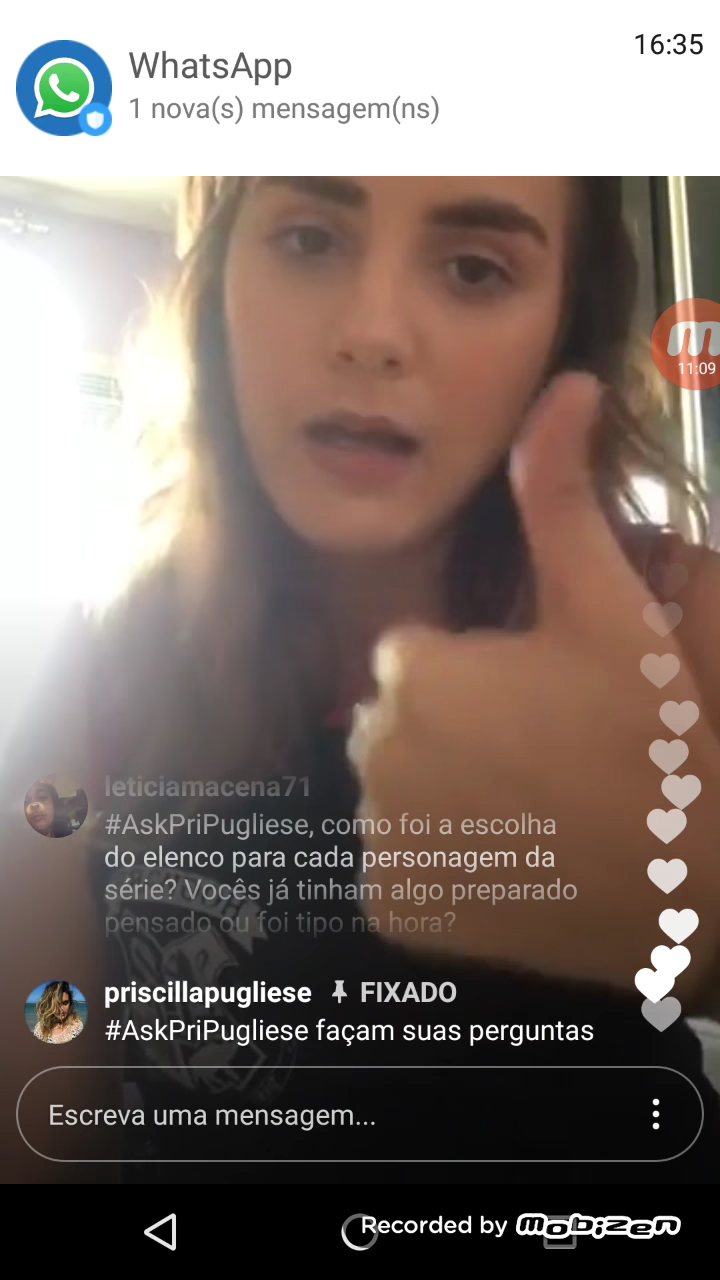 16:35
WhatsApp
1 nova(s) mensagem(ns)
11:09
leticiamacena71
#AskPriPugliese, como foi a escolha
do elenco para cada personagem da
série? Vocês já tinham algo preparado
pensado ou foi tipo na hora?
priscillapugliese FIXADO
#AskPriPugliese façam suas perguntas
Escreva uma mensagem...
Recorded by mobizen